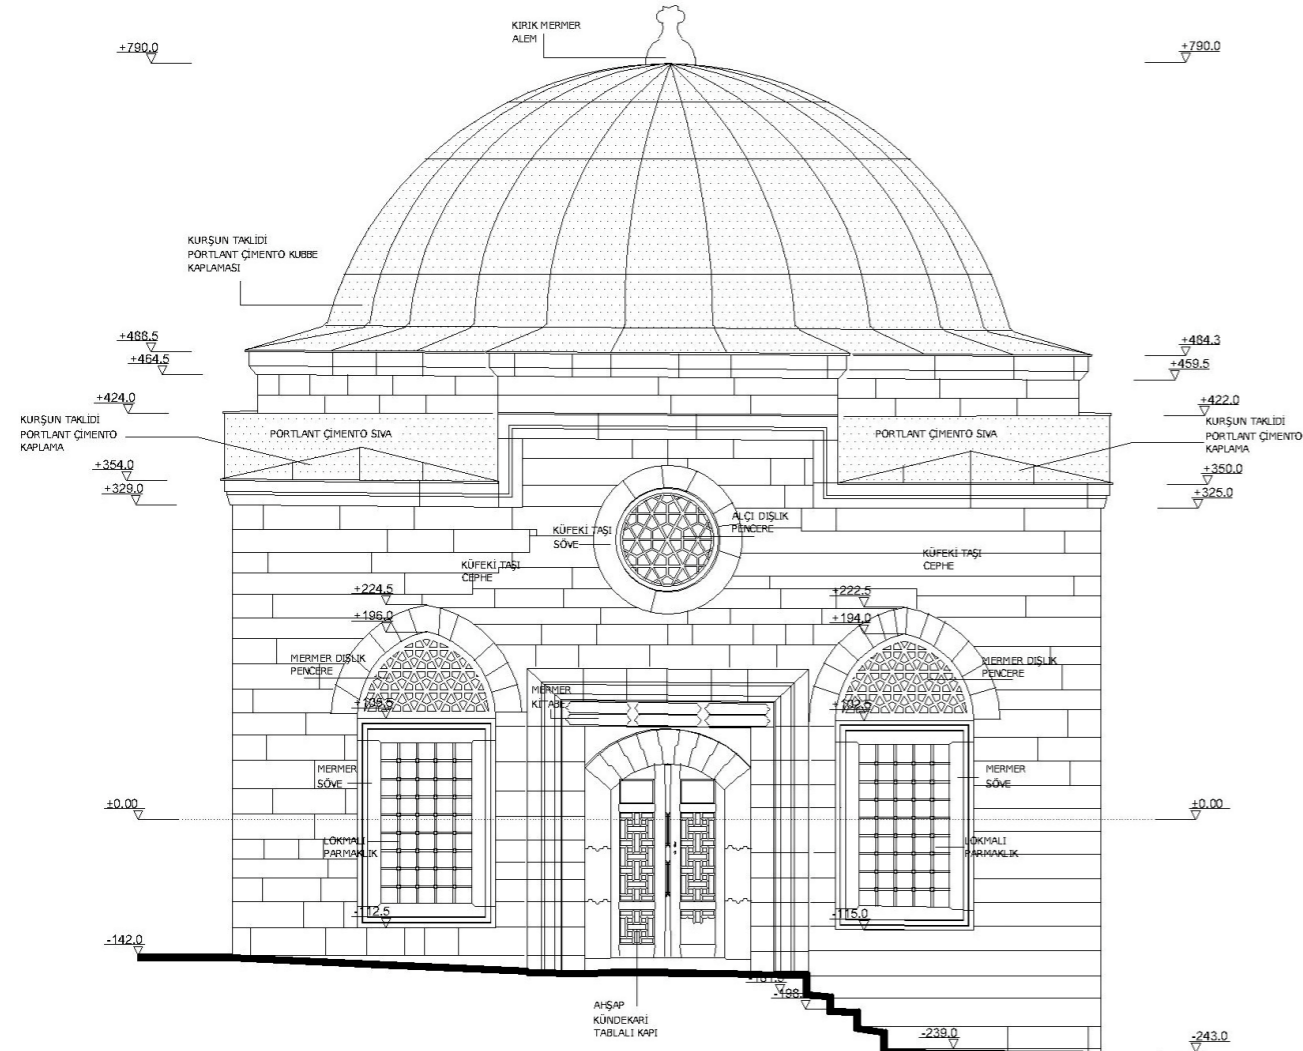 KIRIK MERMER
ALEM
+790.0
+790.0
KURŞUN TAKLİDİ
PORTLANT ÇİMENTO KUBBE
KAPLAMASI
+488.5
+484.3
+464.5
+459.5
+424.0
+422.0
KURŞUN TAKLİDİ
PORTLANT ÇİMENTO
KAPLAMA
PORTLANT ÇİMENTO SIVA
PORTLANT ÇİMENTO SIVA
KURŞUN TAKLİDİ
PORTLANT ÇİMENTO
KAPLAMA
+354.0
+350.0
+329.0
+325.0
KÜFEKİ TAŞI
SÖVE
ALÇI DIŞLIK
PENCERE
KÜFEKİ TAŞI
CEPHE
KÜFEKİ TAŞI
CEPHE
+224.5
+222.5
+196.0
+194.0
MERMER DIŞLIK
PENCERE
MERMER DIŞLIK
PENCERE
MERMER
KİTABE
+102.5
MERMER
SÖVE
MERMER
SÖVE
±0.00
±0.00
LOKMALI
PARMAKLIK
LOKMALI
PARMAKLIK
-112.5
-115.0
-142.0
AHŞAP
KÜNDEKARİ
TABLALI KAPI
-239.0
-243.0